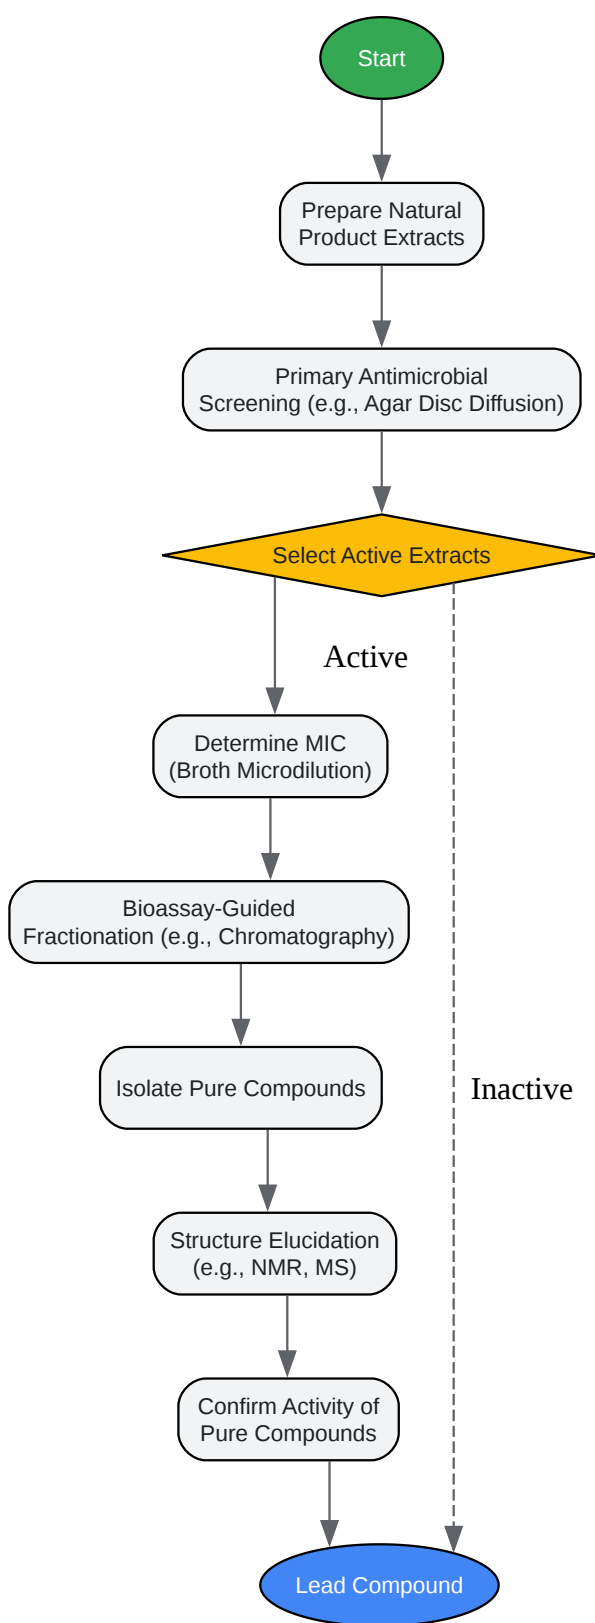 Start
Prepare Natural
Product Extracts
Primary Antimicrobial
Screening (e.g., Agar Disc Diffusion)
Select Active Extracts
Active
Determine MIC
(Broth Microdilution)
Bioassay-Guided
Fractionation (e.g., Chromatography)
Isolate Pure Compounds
Inactive
Structure Elucidation
(e.g., NMR, MS)
Confirm Activity of
Pure Compounds
Lead Compound